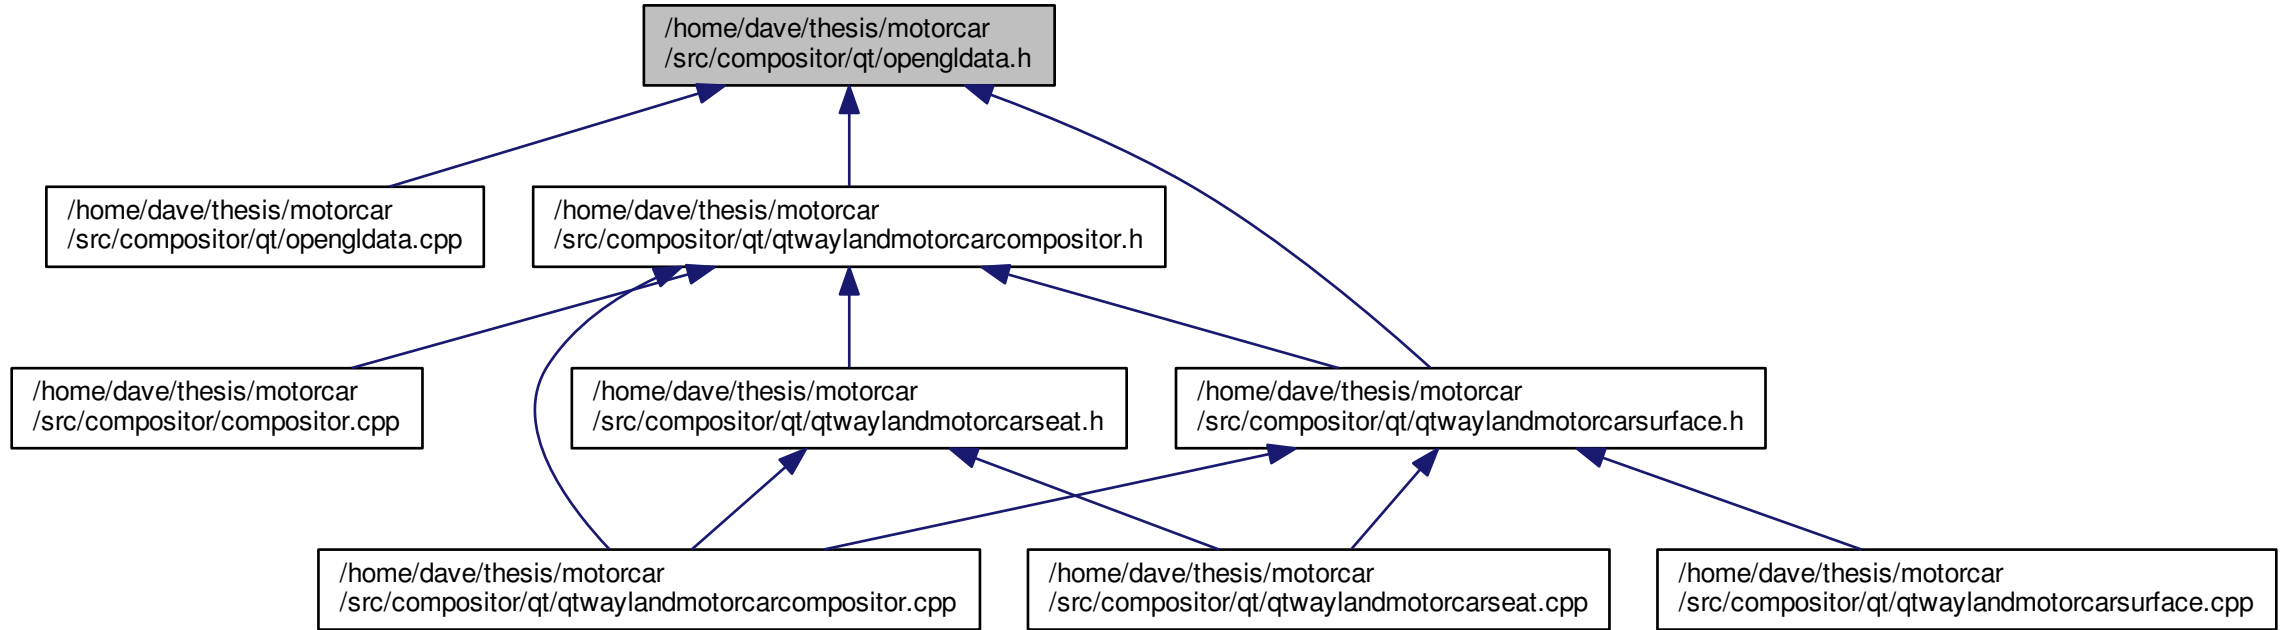 /home/dave/thesis/motorcar
/src/compositor/qt/opengldata.h
/home/dave/thesis/motorcar
/src/compositor/qt/opengldata.cpp
/home/dave/thesis/motorcar
/src/compositor/qt/qtwaylandmotorcarcompositor.h
/home/dave/thesis/motorcar
/src/compositor/compositor.cpp
/home/dave/thesis/motorcar
/src/compositor/qt/qtwaylandmotorcarseat.h
/home/dave/thesis/motorcar
/src/compositor/qt/qtwaylandmotorcarsurface.h
/home/dave/thesis/motorcar
/src/compositor/qt/qtwaylandmotorcarcompositor.cpp
/home/dave/thesis/motorcar
/src/compositor/qt/qtwaylandmotorcarseat.cpp
/home/dave/thesis/motorcar
/src/compositor/qt/qtwaylandmotorcarsurface.cpp